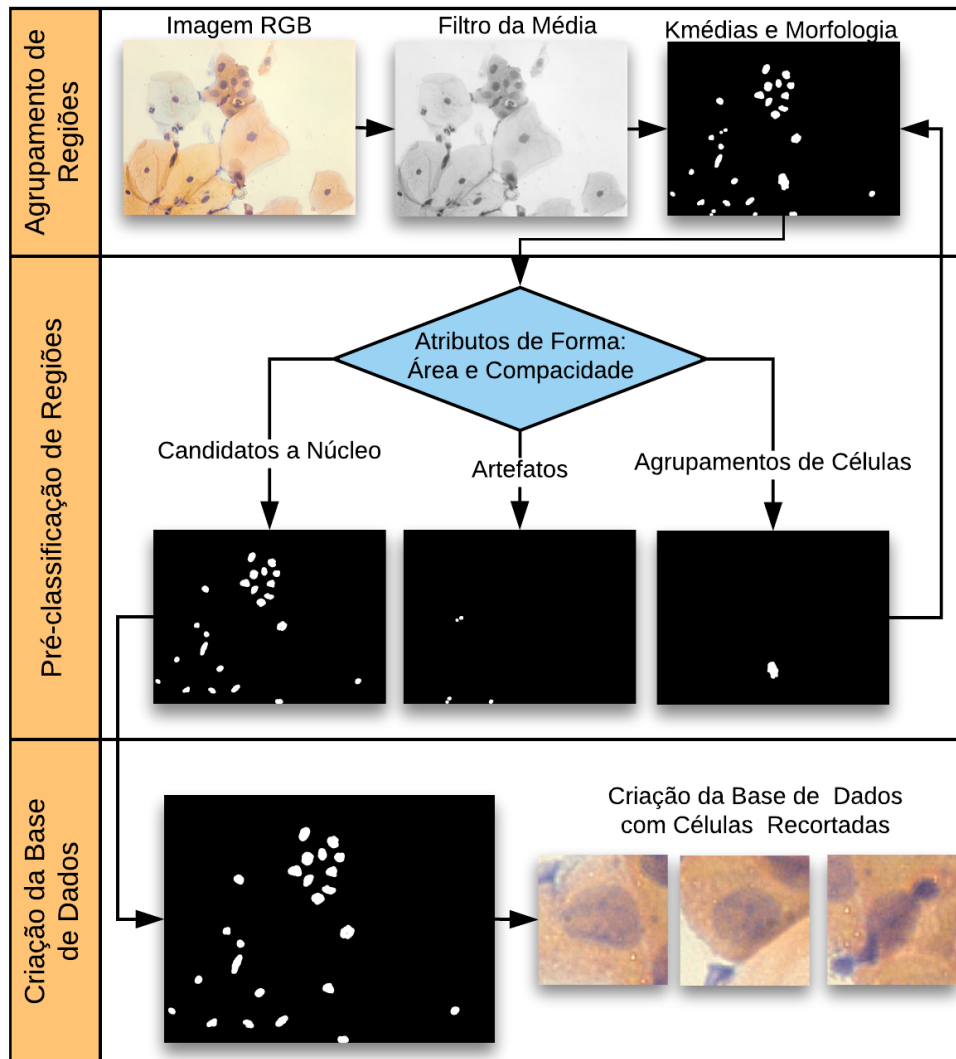 Agrupamento de
Regiões
Imagem RGB
Filtro da Média
Kmédias e Morfologia
Pré-classificação de Regiões
Atributos de Forma:
Área e Compacidade
Candidatos a Núcleo
Artefatos
Agrupamentos de Células
Criação da Base
de Dados
Criação da Base de Dados
com Células Recortadas